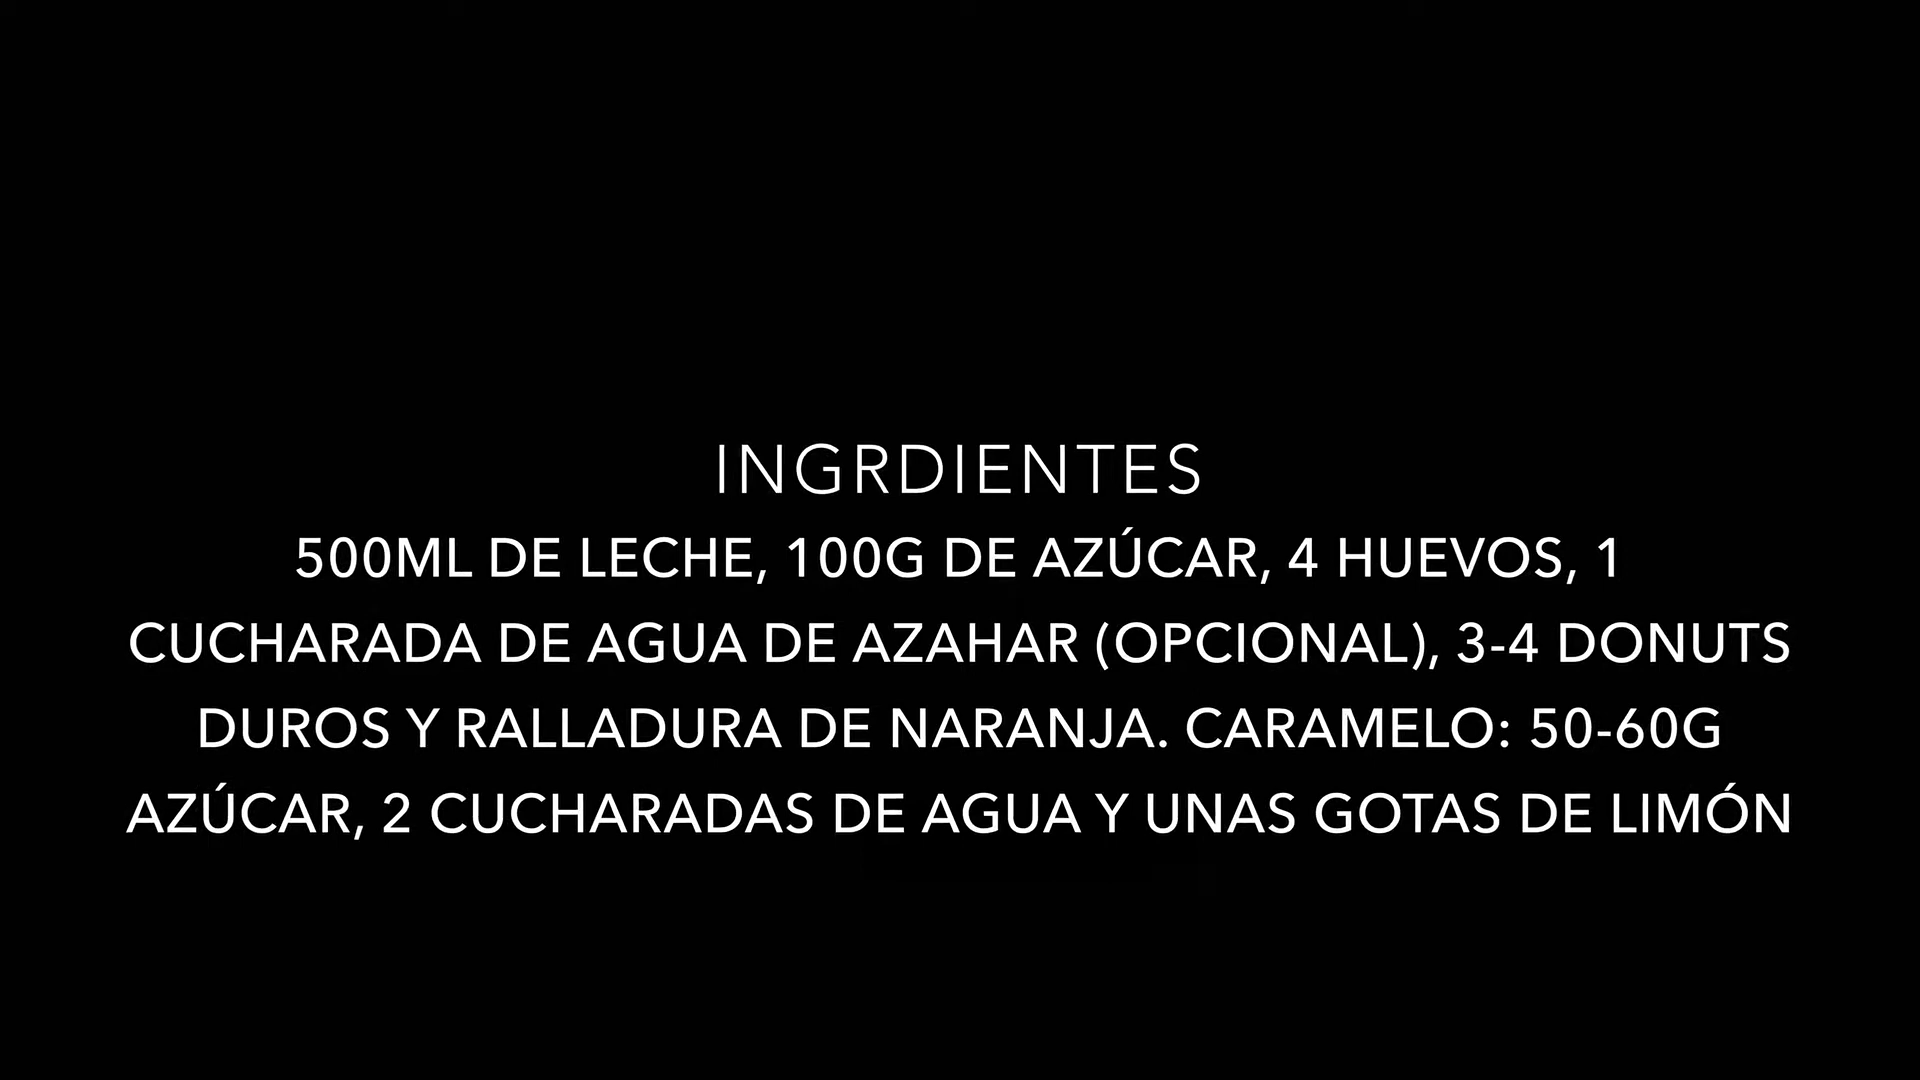 INGRDIENTES
500ML DE LECHE, 100G DE AZÚCAR, 4 HUEVOS, 1
CUCHARADA DE AGUA DE AZAHAR (OPCIONAL), 3-4 DONUTS
DUROS Y RALLADURA DE NARANJA. CARAMELO: 50-60G
AZÚCAR, 2 CUCHARADAS DE AGUA Y UNAS GOTAS DE LIMÓN